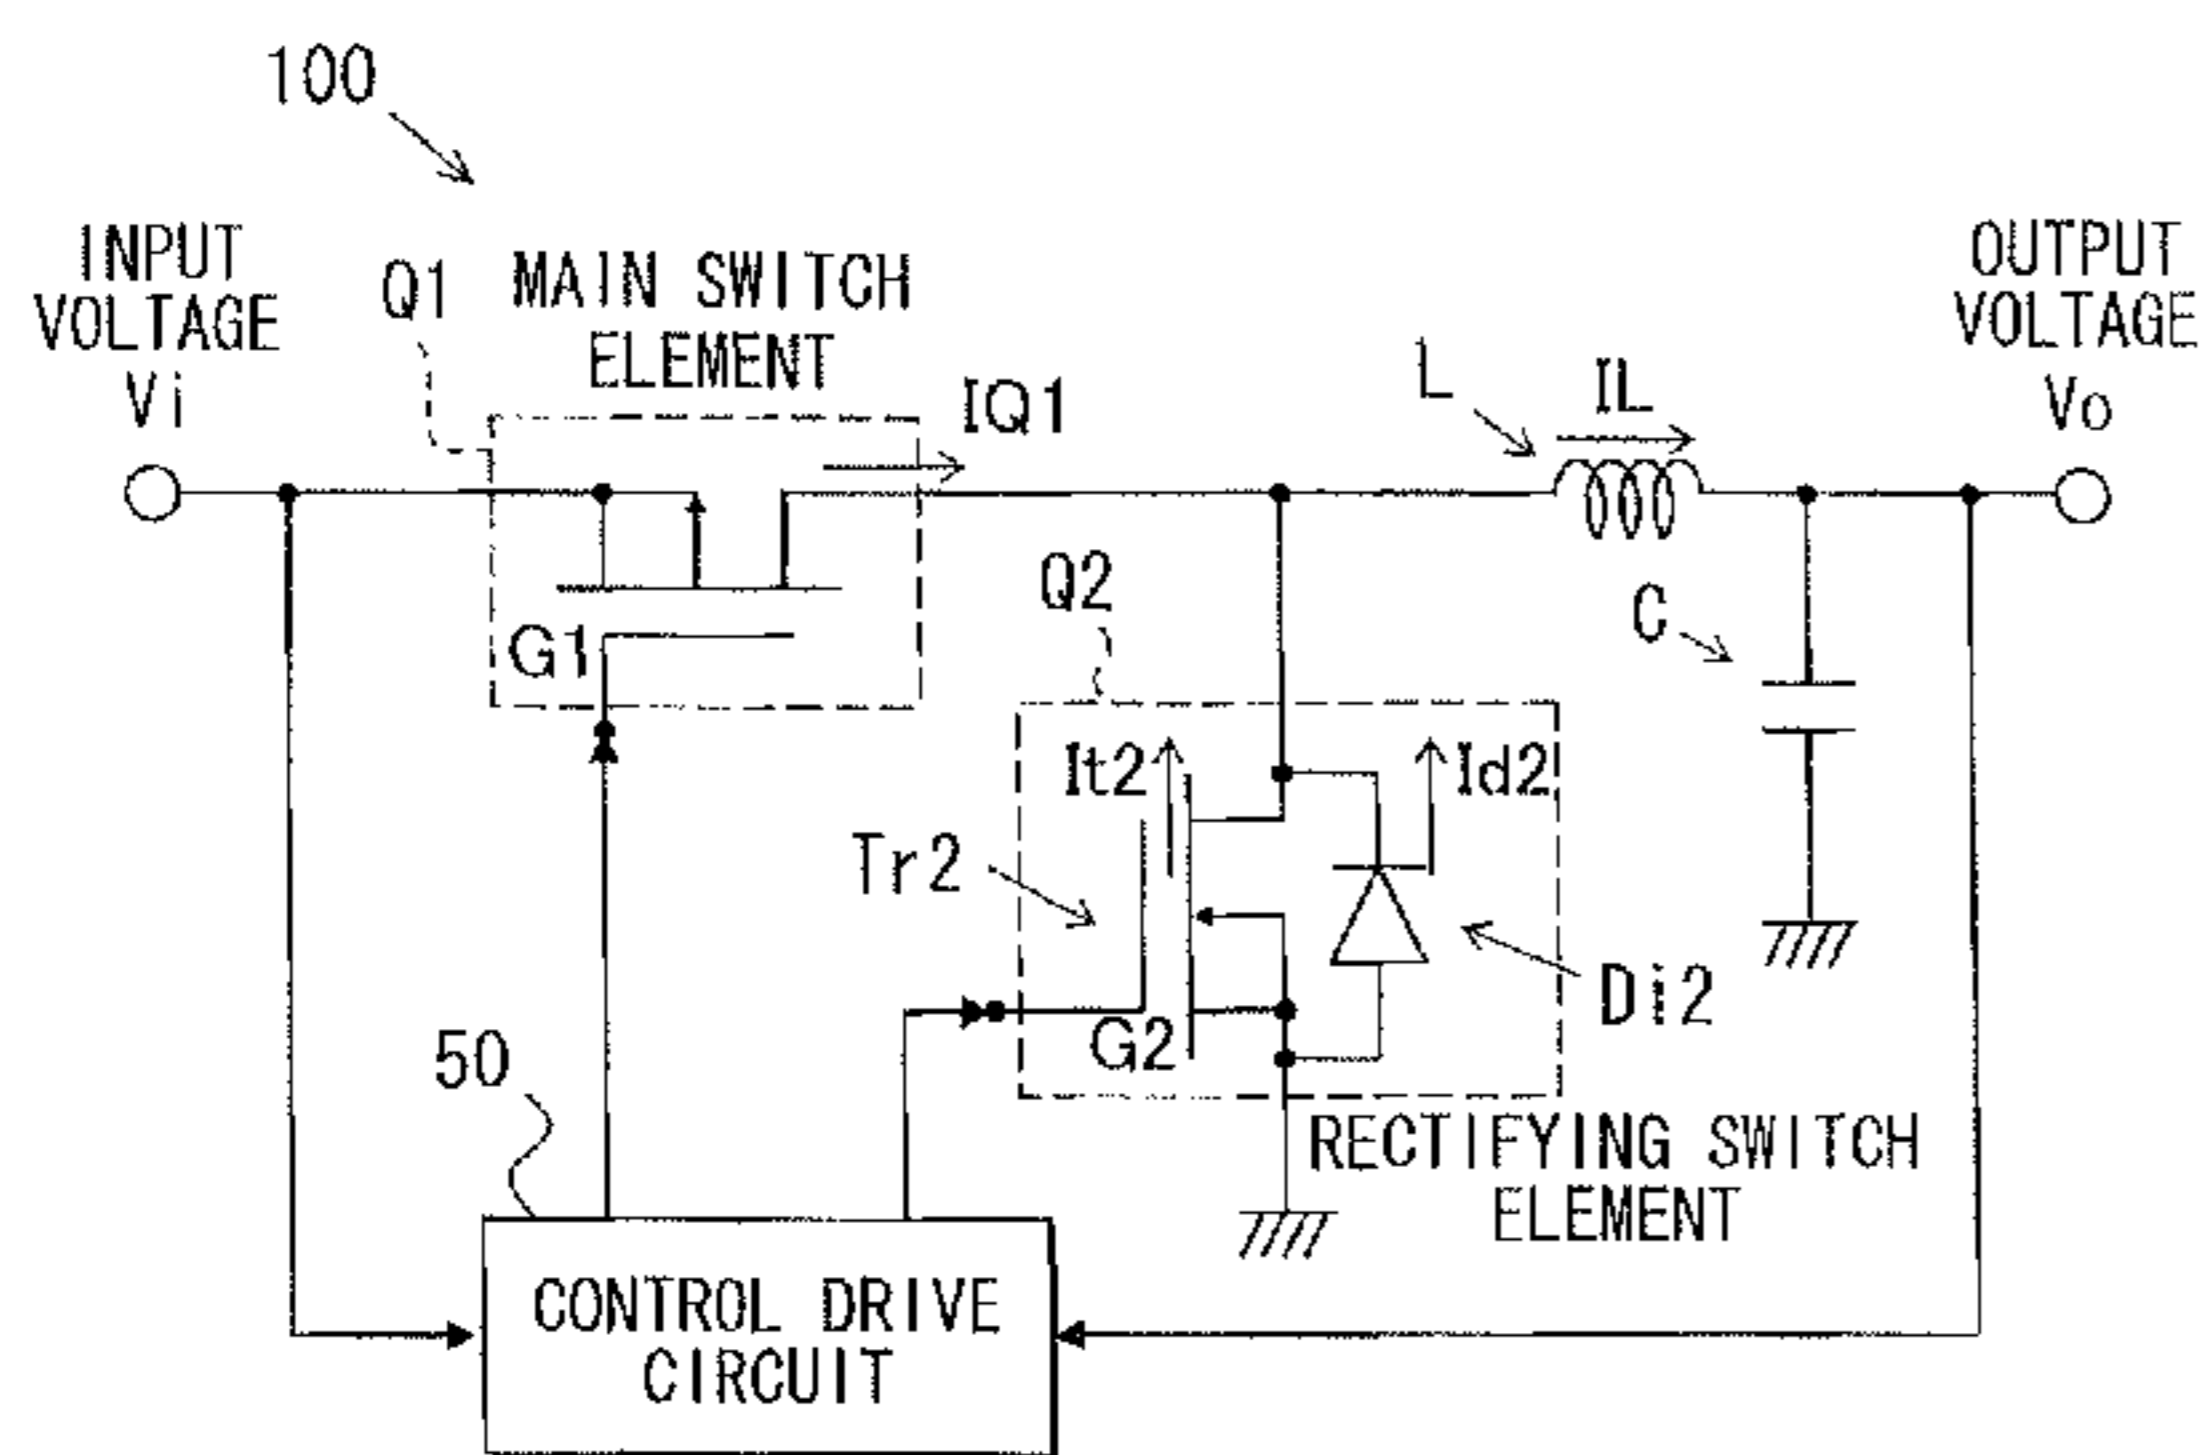 100
INPUT
VOLTAGE
Vi
Q1
MAIN SWITCH
ELEMENT
IQ1
L
IL
OUTPUT
VOLTAGE
Vo
G1
Q2
C
It2
Id2
Tr2
G2
Di2
50
RECTIFYING SWITCH
ELEMENT
CONTROL DRIVE
CIRCUIT